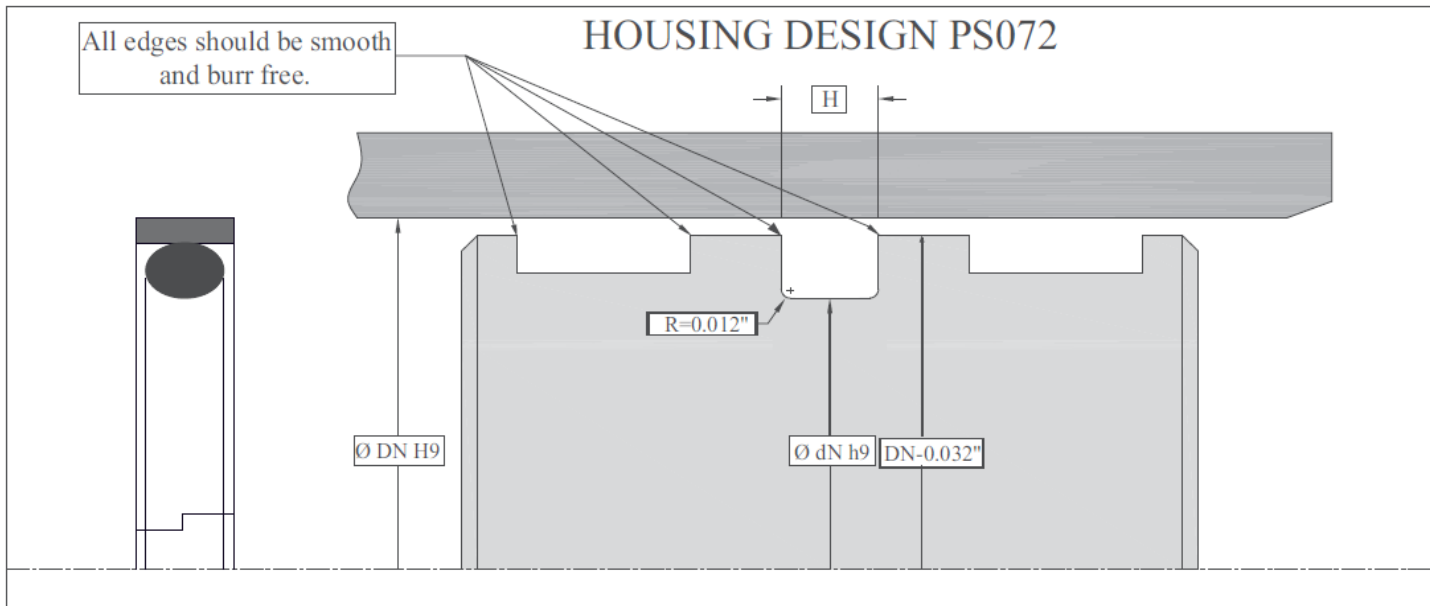 HOUSING DESIGN PS072
All edges should be smooth
and burr free.
H
R=0.012"
Ø DN H9
Ø dN h9
DN-0.032"